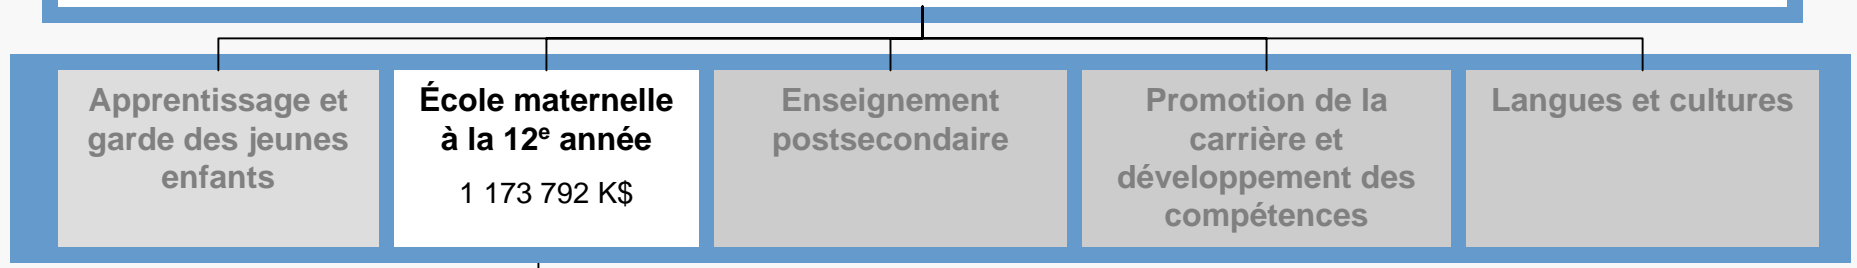 Apprentissage et
garde des jeunes
enfants
École maternelle
à la 12e année
1 173 792 K$
Enseignement
postsecondaire
Promotion de la
carrière et
développement des
compétences
Langues et cultures